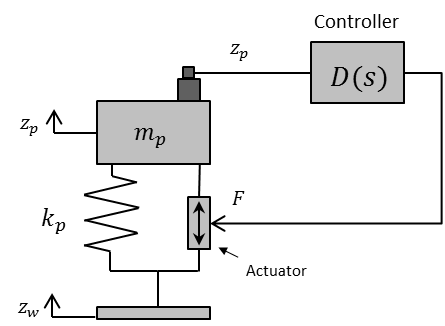 Controller
z_p
D(s)
z_p
m_p
F
k_p
Actuator
z_w